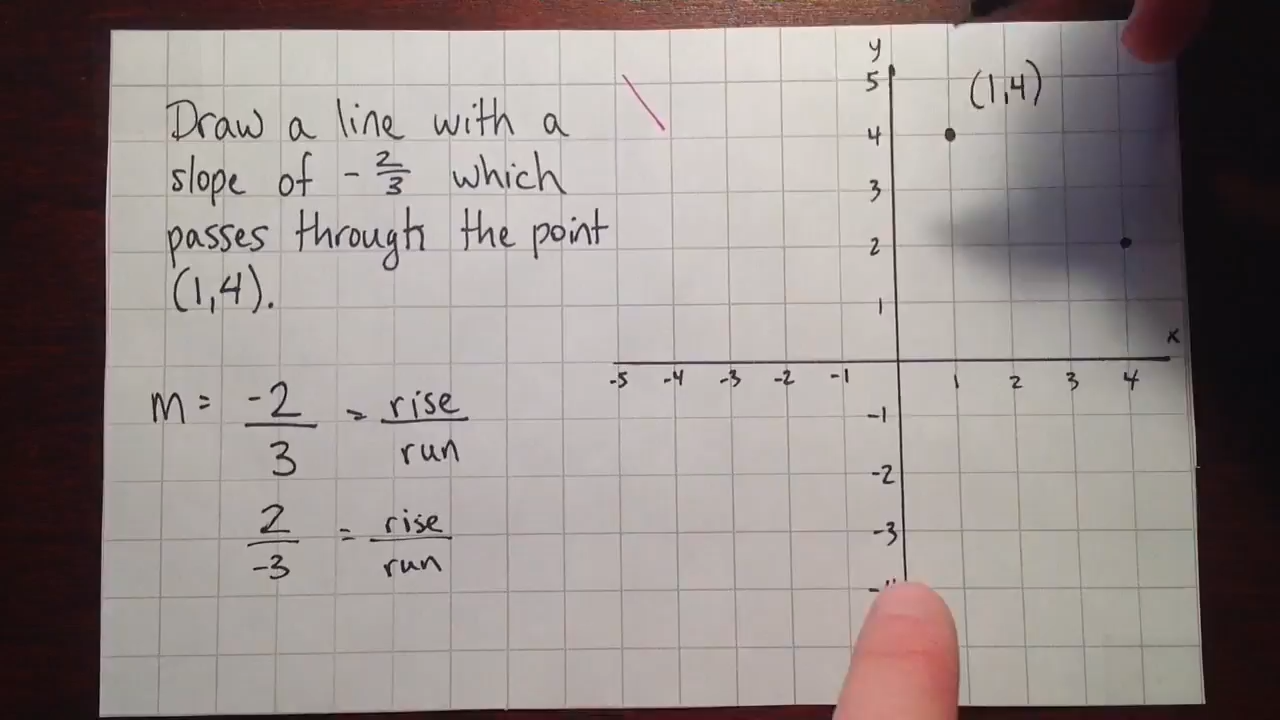 Draw a line with a
slope of - 2/3 which
passes through the point
(1,4).
m = -2/3 = rise/run
2/-3 = rise/run
y
5
(1,4)
4
3
2
1
x
-5 -4 -3 -2 -1 1 2 3 4
-1
-2
-3